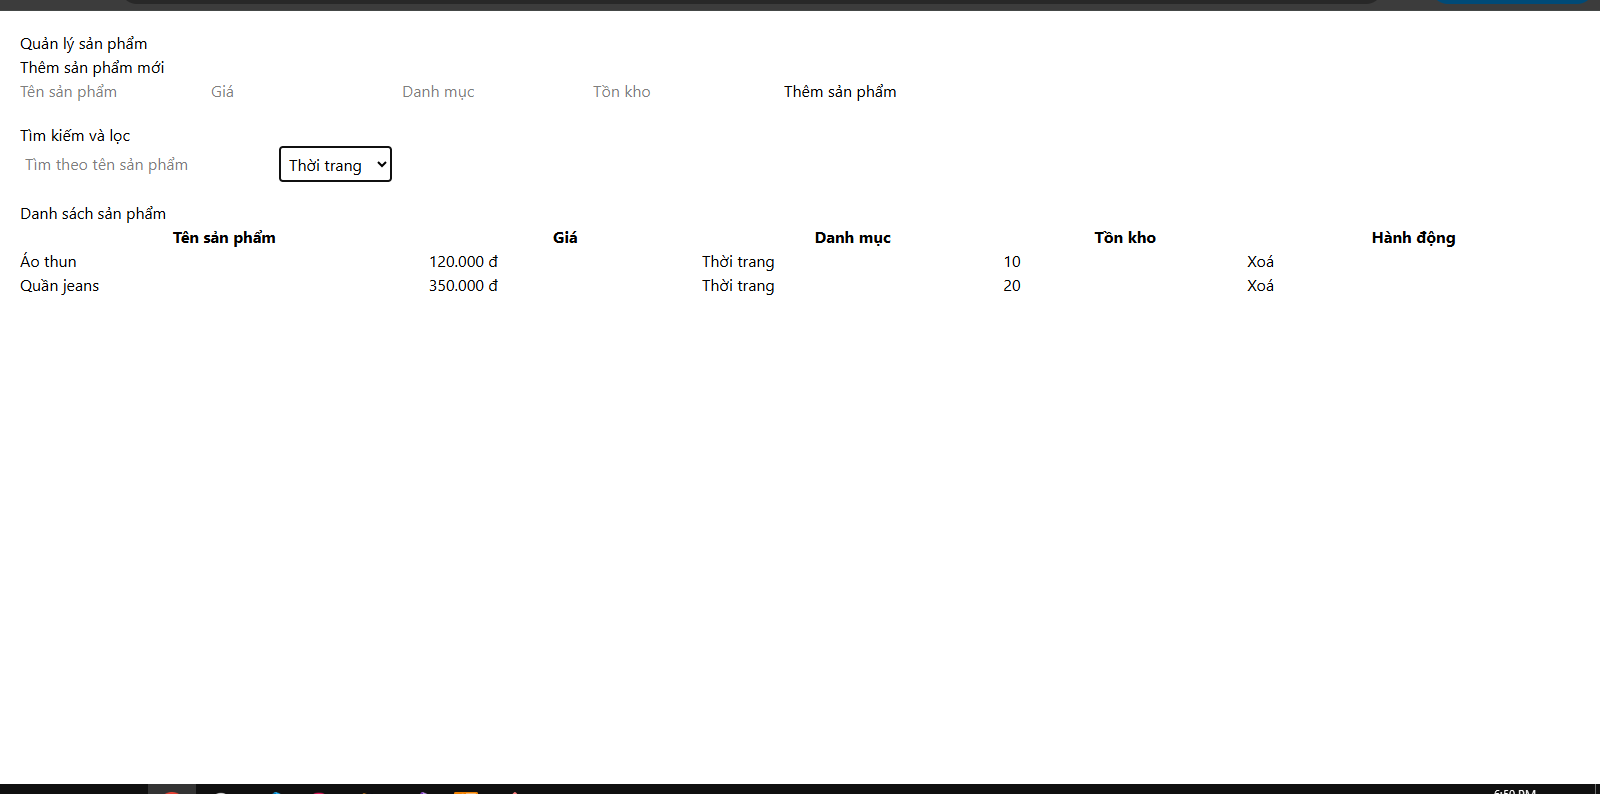 Quản lý sản phẩm
Thêm sản phẩm mới
Tên sản phẩm Giá Danh mục Tồn kho Thêm sản phẩm
Tìm kiếm và lọc
Tìm theo tên sản phẩm Thời trang
Danh sách sản phẩm
Tên sản phẩm Giá Danh mục Tồn kho Hành động
Áo thun 120.000 đ Thời trang 10 Xoá
Quần jeans 350.000 đ Thời trang 20 Xoá